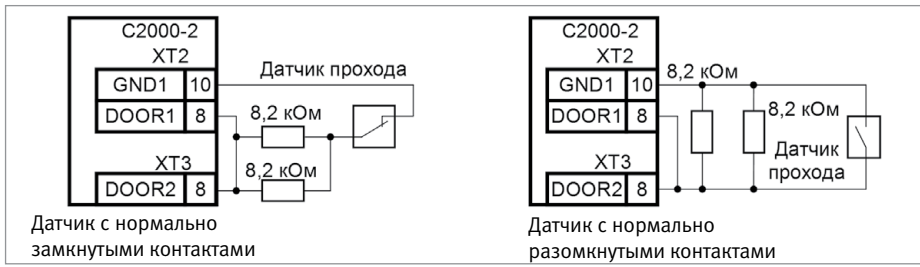 C2000-2
XT2
GND1 10
DOOR1 8
XT3
DOOR2 8
Датчик прохода
8,2 кОм
8,2 кОм
Датчик с нормально
замкнутыми контактами
C2000-2
XT2
GND1 10
DOOR1 8
XT3
DOOR2 8
8,2 кОм
8,2 кОм
Датчик
прохода
Датчик с нормально
разомкнутыми контактами